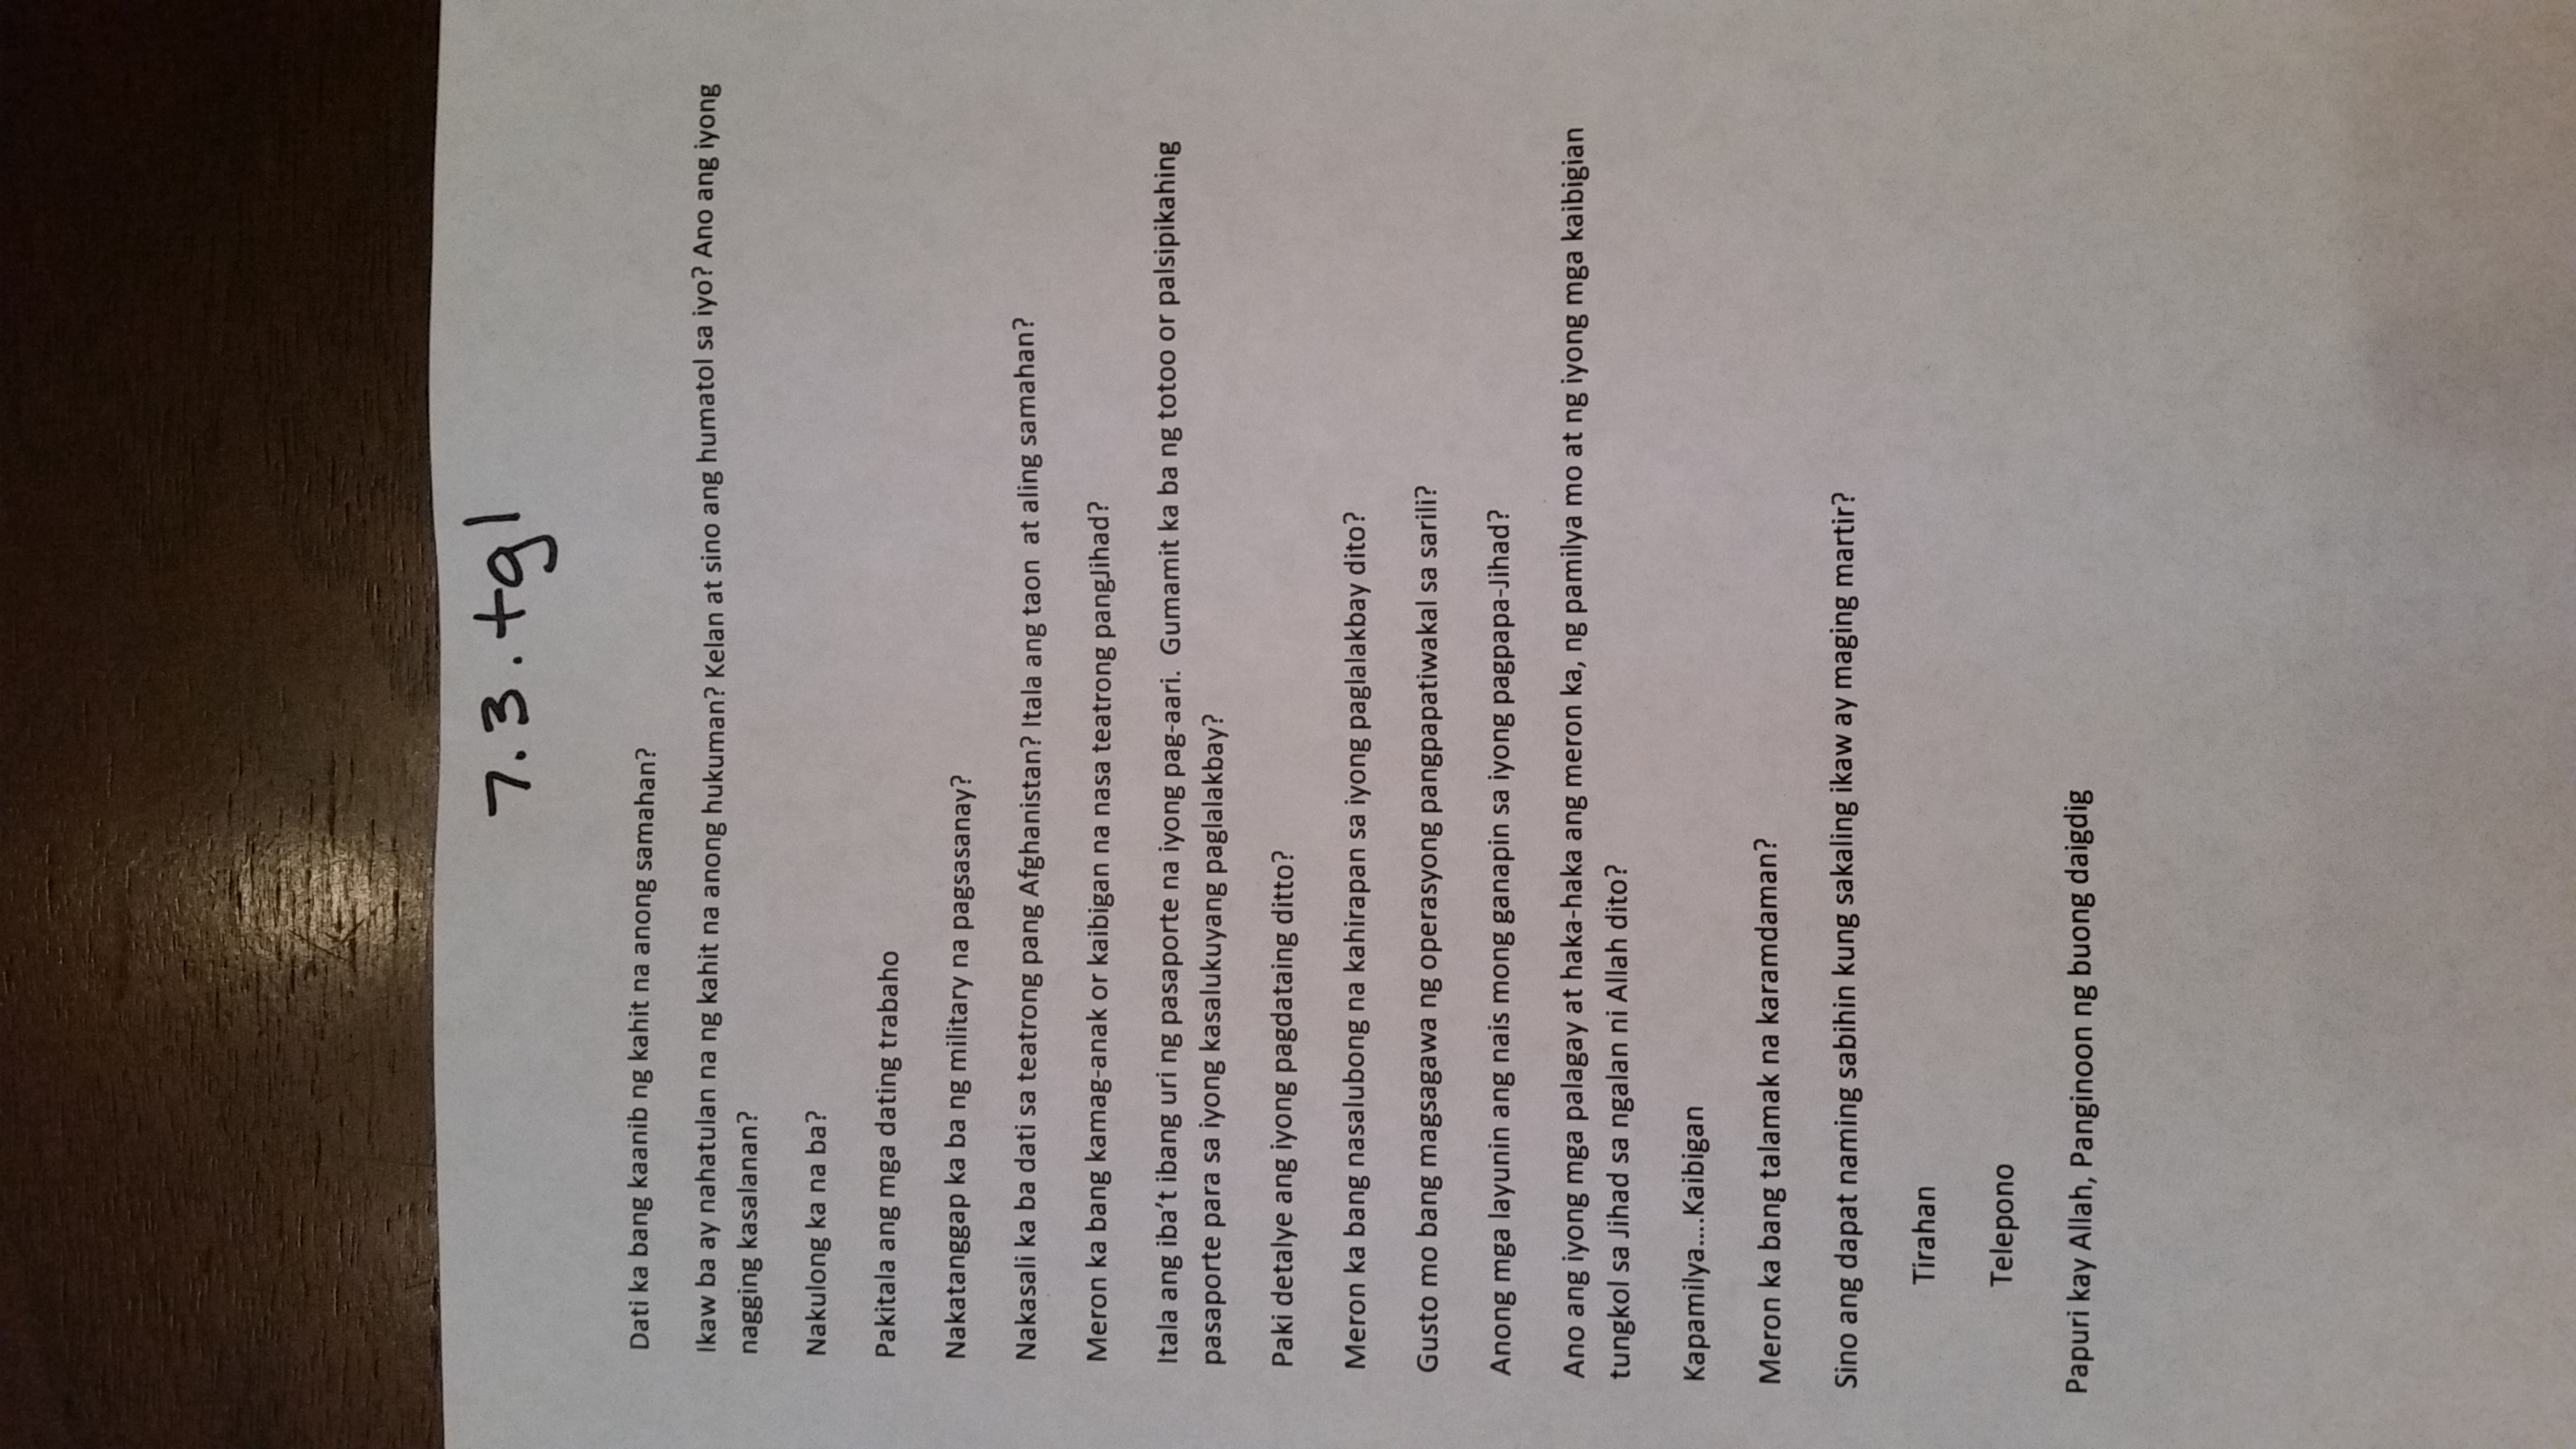 7.3.tgl
Dati ka bang kaanib ng kahit na anong samahan?
Ikaw ba ay nahatulan na ng kahit na anong hukuman? Kelan at sino ang humatol sa iyo? Ano ang iyong
nagging kasalanan?
Nakulong ka na ba?
Pakitala ang mga dating trabaho
Nakatanggap ka ba ng military na pagsasanay?
Nakasali ka ba dati sa teatrong pang Afghanistan? Itala ang taon at aling samahan?
Meron ka bang kamag-anak or kaibigan na nasa teatrong pangJihad?
Itala ang iba't ibang uri ng pasaporte na iyong pag-aari. Gumamit ka ba ng totoo or palsipikahing
pasaporte para sa iyong kasalukuyang paglalakbay?
Paki detalye ang iyong pagdataing ditto?
Meron ka bang nasalubong na kahirapan sa iyong paglalakbay dito?
Gusto mo bang magsagawa ng operasyong pangpapatiwakal sa sarili?
Anong mga layunin ang nais mong ganapin sa iyong pagpapa-Jihad?
Ano ang iyong mga palagay at haka-haka ang meron ka, ng pamilya mo at ng iyong mga kaibigian
tungkol sa Jihad sa ngalan ni Allah dito?
Kapamilya....Kaibigan
Meron ka bang talamak na karamdaman?
Sino ang dapat naming sabihin kung sakaling ikaw ay maging martir?
Tirahan
Telepono
Papuri kay Allah, Panginoon ng buong daigdig